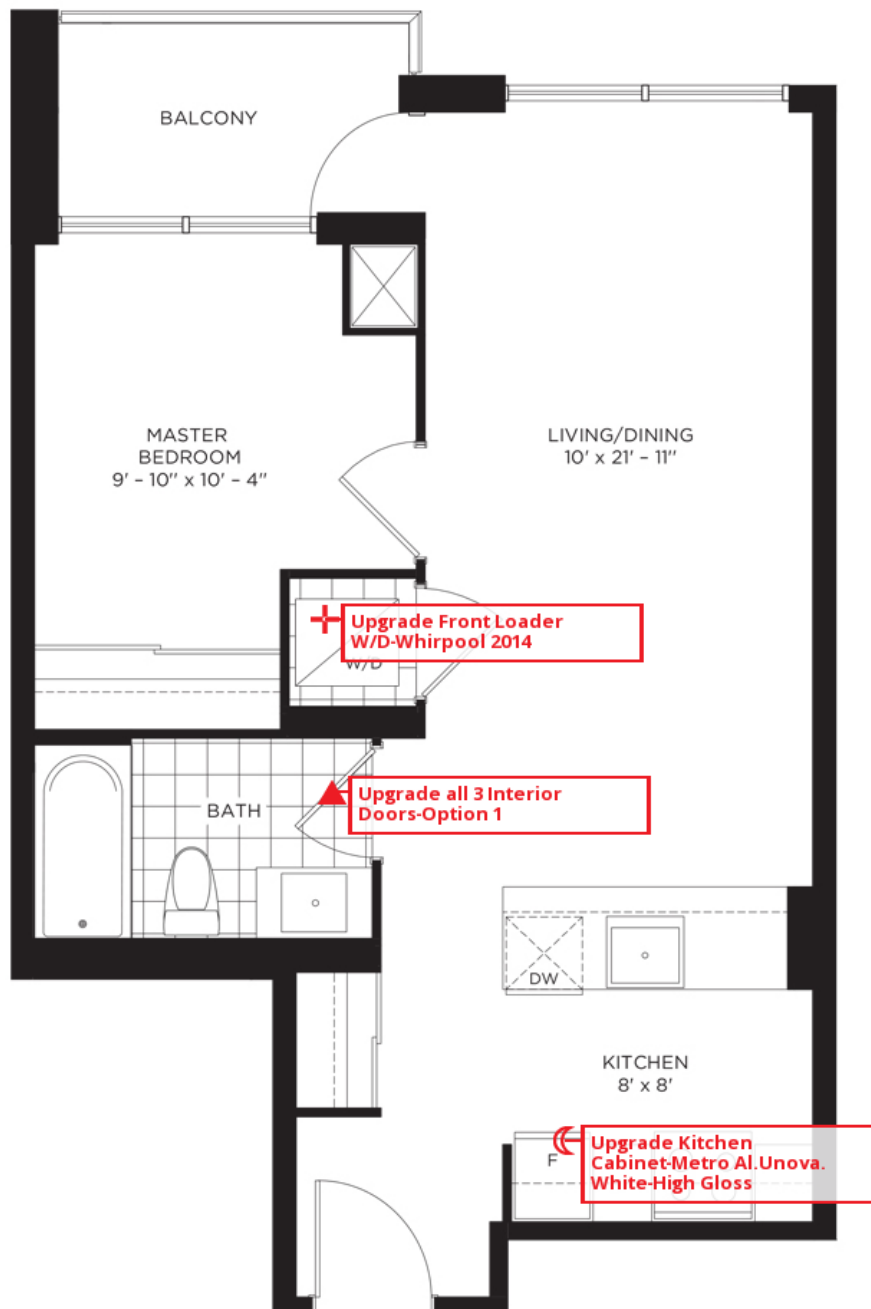 BALCONY
MASTER
BEDROOM
9' – 10" x 10' – 4"
LIVING/DINING
10' x 21' – 11"
Upgrade Front Loader
W/D-Whirpool 2014
W/D
BATH
Upgrade all 3 Interior
Doors-Option 1
DW
KITCHEN
8' x 8'
F
Upgrade Kitchen
Cabinet-Metro Al.Unova.
White-High Gloss